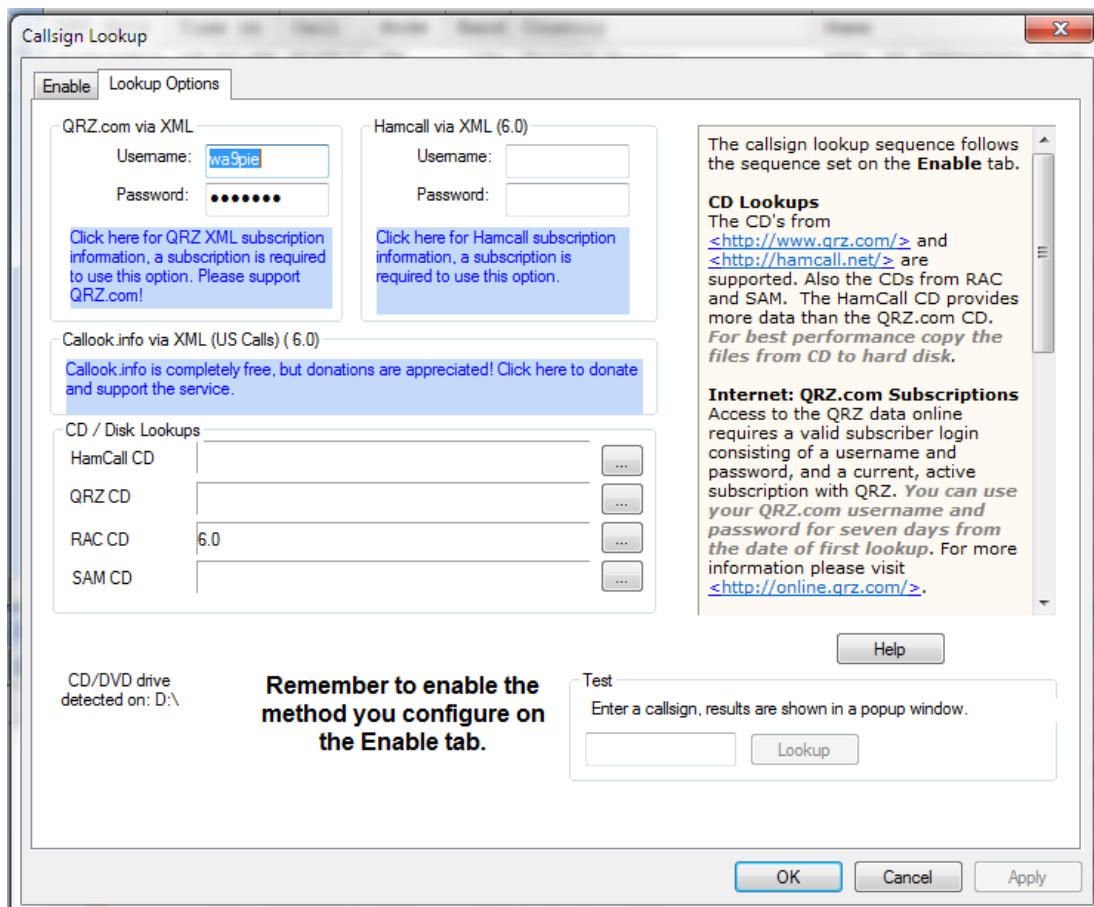 Callsign Lookup
Enable
Lookup Options
QRZ.com via XML
Username:
wa9pie
Password:
•••••••
Click here for QRZ XML subscription
information, a subscription is required
to use this option. Please support
QRZ.com!
Hamcall via XML (6.0)
Username:
Password:
Click here for Hamcall subscription
information, a subscription is
required to use this option.
Callook.info via XML (US Calls) ( 6.0)
Callook.info is completely free, but donations are appreciated! Click here to donate
and support the service.
CD / Disk Lookups
HamCall CD
...
QRZ CD
...
RAC CD
6.0
...
SAM CD
...
The callsign lookup sequence follows
the sequence set on the Enable tab.
CD Lookups
The CD's from
<http://www.qrz.com/> and
<http://hamcall.net/> are
supported. Also the CDs from RAC
and SAM. The HamCall CD provides
more data than the QRZ.com CD.
For best performance copy the
files from CD to hard disk.
Internet: QRZ.com Subscriptions
Access to the QRZ data online
requires a valid subscriber login
consisting of a username and
password, and a current, active
subscription with QRZ. You can use
your QRZ.com username and
password for seven days from
the date of first lookup. For more
information please visit
<http://online.qrz.com/>.
Help
CD/DVD drive
detected on: D:\
Remember to enable the
method you configure on
the Enable tab.
Test
Enter a callsign, results are shown in a popup window.
Lookup
OK
Cancel
Apply